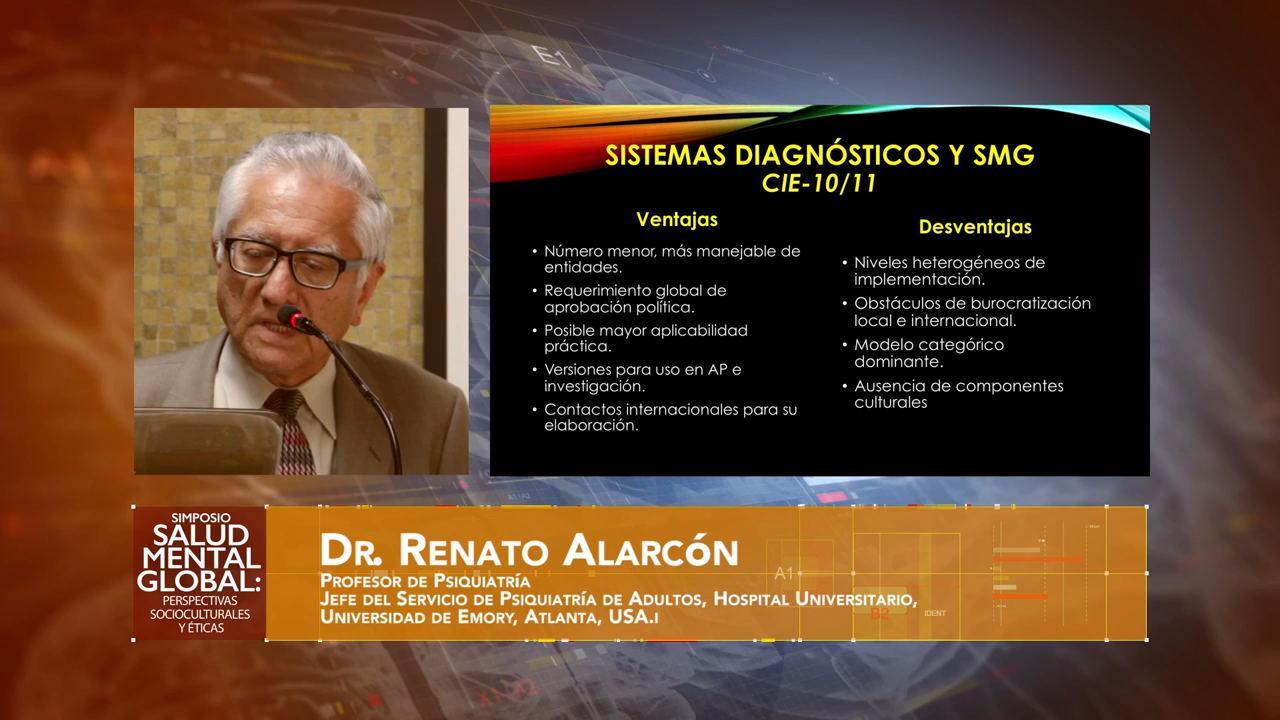 E1
SISTEMAS DIAGNÓSTICOS Y SMG
CIE-10/11
Ventajas
• Número menor, más manejable de
entidades.
• Requerimiento global de
aprobación política.
• Posible mayor aplicabilidad
práctica.
• Versiones para uso en AP e
investigación.
• Contactos internacionales para su
elaboración.
Desventajas
• Niveles heterogéneos de
implementación.
• Obstáculos de burocratización
local e internacional.
• Modelo categórico
dominante.
• Ausencia de componentes
culturales
SIMPOSIO
SALUD
MENTAL
GLOBAL:
PERSPECTIVAS
SOCIOCULTURALES
Y ÉTICAS
DR. RENATO ALARCÓN
PROFESOR DE PSIQUIATRÍA
JEFE DEL SERVICIO DE PSIQUIATRÍA DE ADULTOS, HOSPITAL UNIVERSITARIO,
UNIVERSIDAD DE EMORY, ATLANTA, USA.I
A1
B2
IDENT
X1 | A2